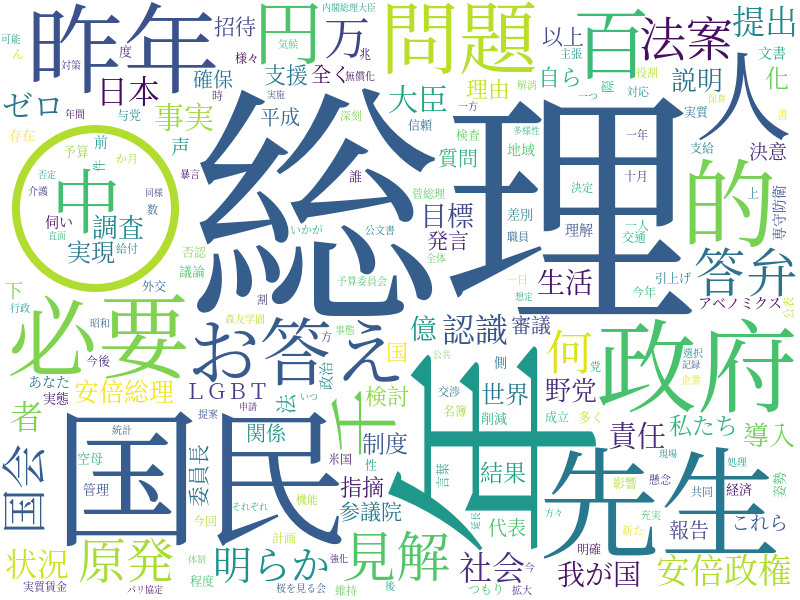 内閣総理大臣
可能
ん
対策
昨年
円
万
招待
度
様々
兆
確保
支援
全く
無償化
時
問題
百
以上
自ら
法案
提出
文書
化
主張
役割
説明
人
日本
ゼロ
与党
事実
平成
実施
大臣
理由
一方
解消
対応
実質
保育
書
年間
深刻
信頼
検査
多様性
一年
支給
存在
前
声
誰
質問
地域
決意
予算
か月
件
否定
中
介護
同様
数
伺い
直面
調査
実現
給付
暴言
総理
菅総理
目標
発言
差別
職員
決定
理解
十月
一人
交通
的
上
専守防衛
いかが
公文書
否認
議論
予算委員会
全体
下
行政
外交
割
一日
想定
生活
引上げ
今年
答弁
アベノミクス
公表
昭和
必要
今後
森友学園
事態
方
お答え
億
認識
審議
国
何
政府
公共
側
党
選択
記録
企業
あなた
実態
安倍総理
LGBT
政治
法
検討
交渉
名簿
世界
削減
野党
成立
多く
者
国会
統計
国民
委員長
提案
申請
関係
いつ
千
制度
性
米国
年
言葉
結果
責任
私たち
導入
空母
管理
それぞれ
今回
機能
指摘
参議院
代表
先生
影響
懸念
現場
処理
共同
経済
姿勢
報告
これら
延長
方々
新た
充実
状況
原発
体制
明らか
計画
程度
強化
見解
社会
今
明確
我が国
安倍政権
実質賃金
パリ協定
桜を見る会
維持
後
つもり
拡大
気候